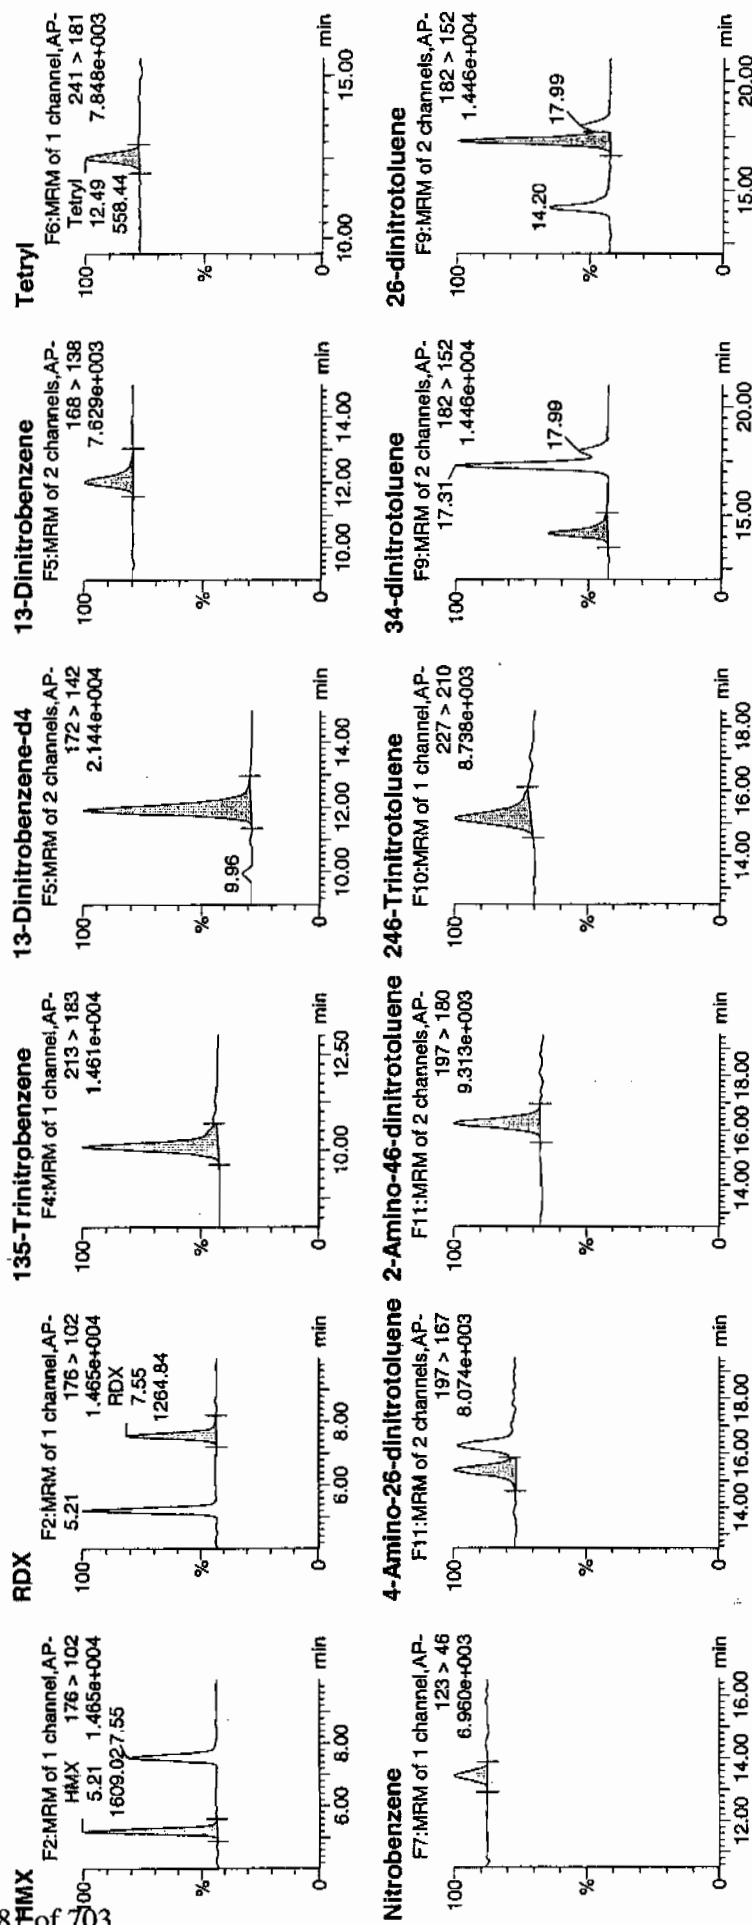 HMX
F2:MRM of 1 channel,AP-
HMX 176 > 102
5.21 1.465e+004
1609.02 7.55
100
%
0
6.00 8.00 min
RDX
F2:MRM of 1 channel,AP-
5.21 176 > 102
1.465e+004
RDX
7.55
1264.84
100
%
0
6.00 8.00 min
135-Trinitrobenzene
F4:MRM of 1 channel,AP-
213 > 183
1.461e+004
100
%
0
10.00 12.50 min
13-Dinitrobenzene-d4
F5:MRM of 2 channels,AP-
172 > 142
2.144e+004
9.96
100
%
0
10.00 12.00 14.00 min
13-Dinitrobenzene
F5:MRM of 2 channels,AP-
168 > 138
7.629e+003
100
%
0
10.00 12.00 14.00 min
Tetryl
F6:MRM of 1 channel,AP-
Tetryl 241 > 181
12.49 7.848e+003
558.44
100
%
0
10.00 15.00 min
Nitrobenzene
F7:MRM of 1 channel,AP-
123 > 46
6.960e+003
100
%
0
12.00 14.00 16.00 min
4-Amino-26-dinitrotoluene
F11:MRM of 2 channels,AP-
197 > 167
8.074e+003
100
%
0
14.00 16.00 18.00 min
2-Amino-46-dinitrotoluene
F11:MRM of 2 channels,AP-
197 > 180
9.313e+003
100
%
0
14.00 16.00 18.00 min
246-Trinitrotoluene
F10:MRM of 1 channel,AP-
227 > 210
8.738e+003
100
%
0
14.00 16.00 18.00 min
34-dinitrotoluene
F9:MRM of 2 channels,AP-
17.31 182 > 152
1.446e+004
17.99
100
%
0
15.00 20.00 min
26-dinitrotoluene
F9:MRM of 2 channels,AP-
182 > 152
1.446e+004
14.20 17.99
100
%
0
15.00 20.00 min
of 703